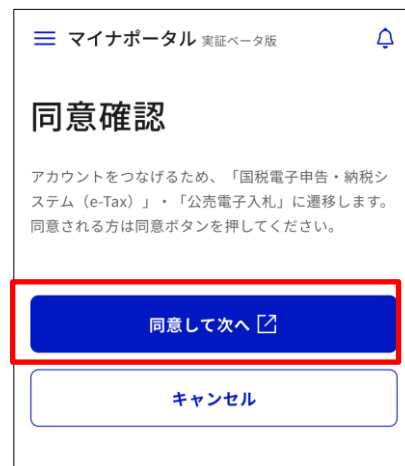 マイナポータル 実証ベータ版
同意確認
アカウントをつなげるため、「国税電子申告・納税シ
ステム（e-Tax）」・「公売電子入札」に遷移します。
同意される方は同意ボタンを押してください。
同意して次へ
キャンセル